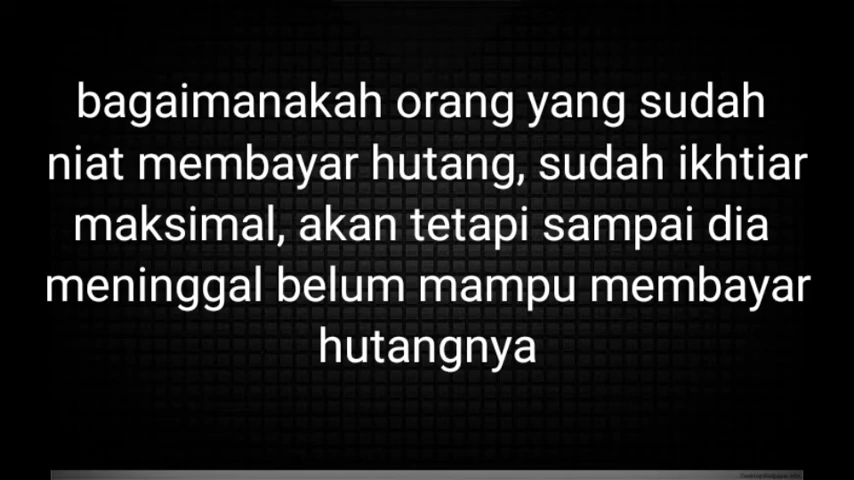 bagaimanakah orang yang sudah
niat membayar hutang, sudah ikhtiar
maksimal, akan tetapi sampai dia
meninggal belum mampu membayar
hutangnya